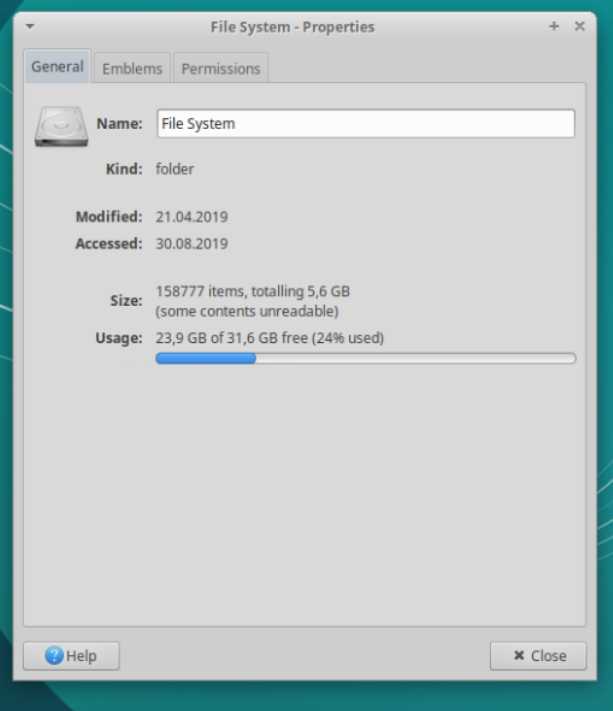 File System - Properties
General Emblems Permissions
Name: File System
Kind: folder
Modified: 21.04.2019
Accessed: 30.08.2019
Size: 158777 items, totalling 5,6 GB
(some contents unreadable)
Usage: 23,9 GB of 31,6 GB free (24% used)
Help Close